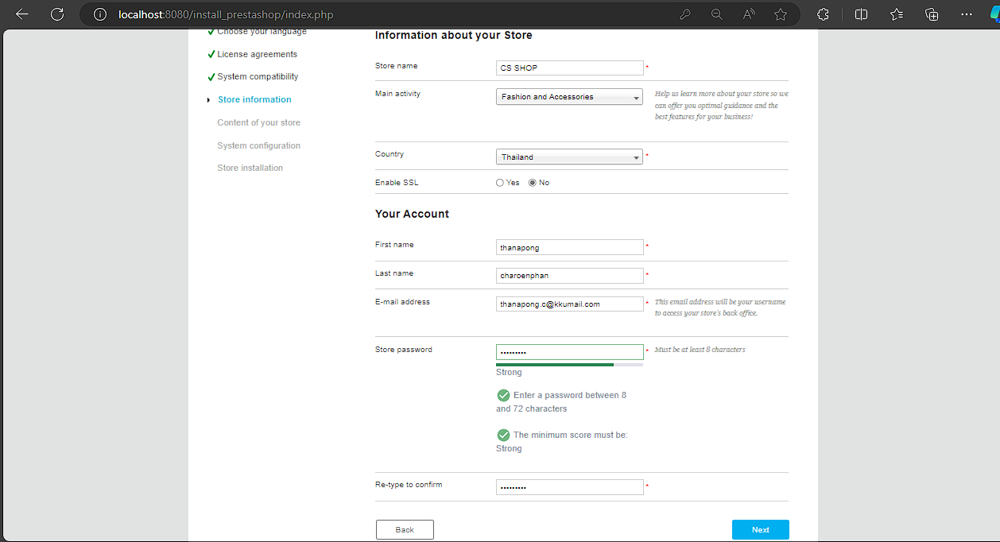 localhost:8080/install_prestashop/index.php
Choose your language
License agreements
System compatibility
Store information
Content of your store
System configuration
Store installation
Information about your Store
Store name
CS SHOP
*
Main activity
Fashion and Accessories
Help us learn more about your store so we
can offer you optimal guidance and the
best features for your business!
Country
Thailand
*
Enable SSL
Yes
No
Your Account
First name
thanapong
*
Last name
charoenphan
*
E-mail address
thanapong.c@kkumail.com
*
This email address will be your username
to access your store's back office.
Store password
•••••••••
*
Must be at least 8 characters
Strong
Enter a password between 8
and 72 characters
The minimum score must be:
Strong
Re-type to confirm
•••••••••
*
Back
Next